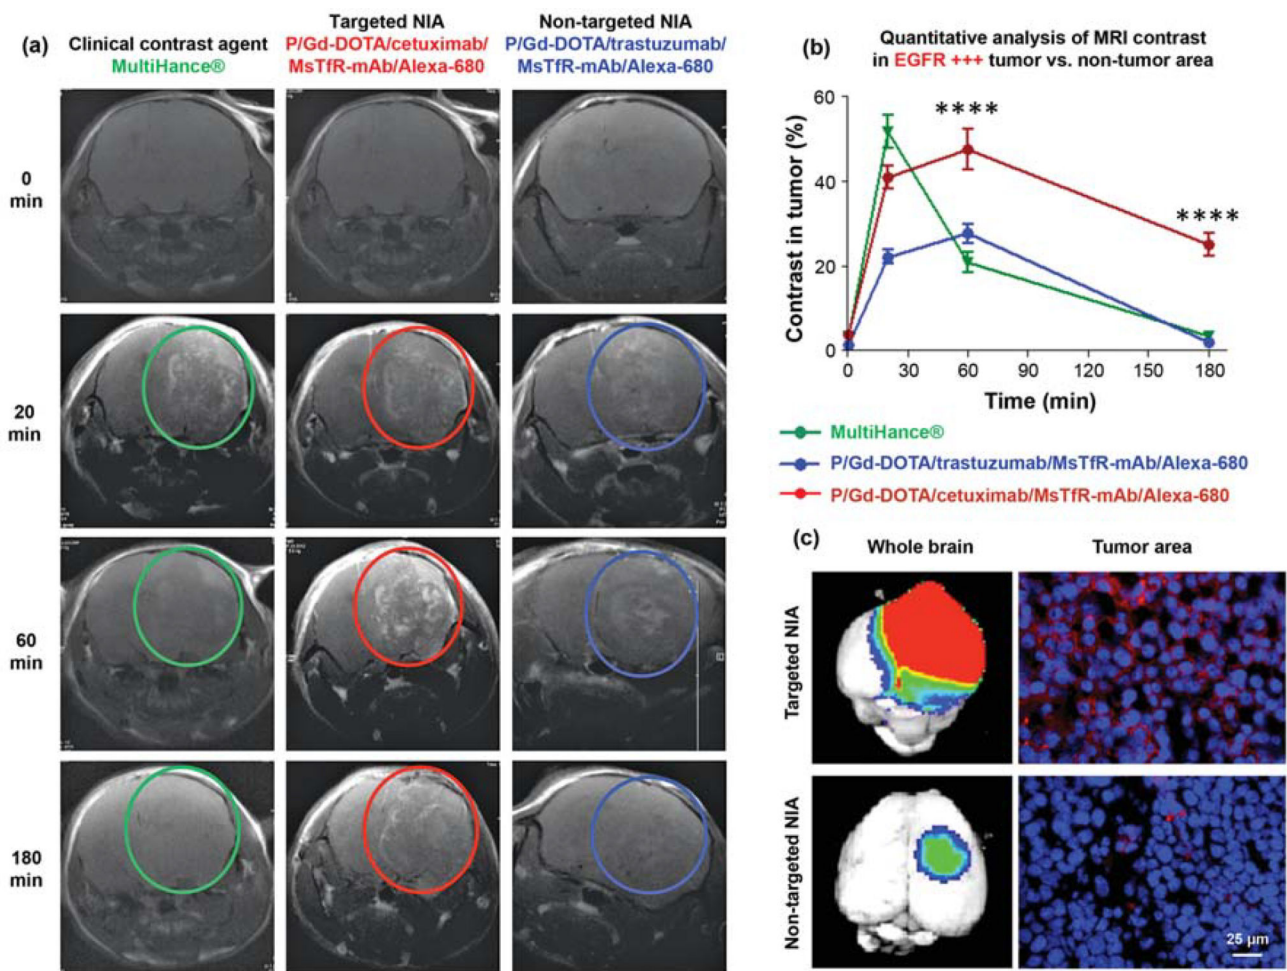 (a)
Clinical contrast agent
MultiHance®
Targeted NIA
P/Gd-DOTA/cetuximab/
MsTfR-mAb/Alexa-680
Non-targeted NIA
P/Gd-DOTA/trastuzumab/
MsTfR-mAb/Alexa-680
0
min
20
min
60
min
180
min
(b)
Quantitative analysis of MRI contrast
in EGFR +++ tumor vs. non-tumor area
Contrast in tumor (%)
60
40
20
0
****
****
0 30 60 90 120 150 180
Time (min)
MultiHance®
P/Gd-DOTA/trastuzumab/MsTfR-mAb/Alexa-680
P/Gd-DOTA/cetuximab/MsTfR-mAb/Alexa-680
(c)
Whole brain
Tumor area
Targeted NIA
Non-targeted NIA
25 µm